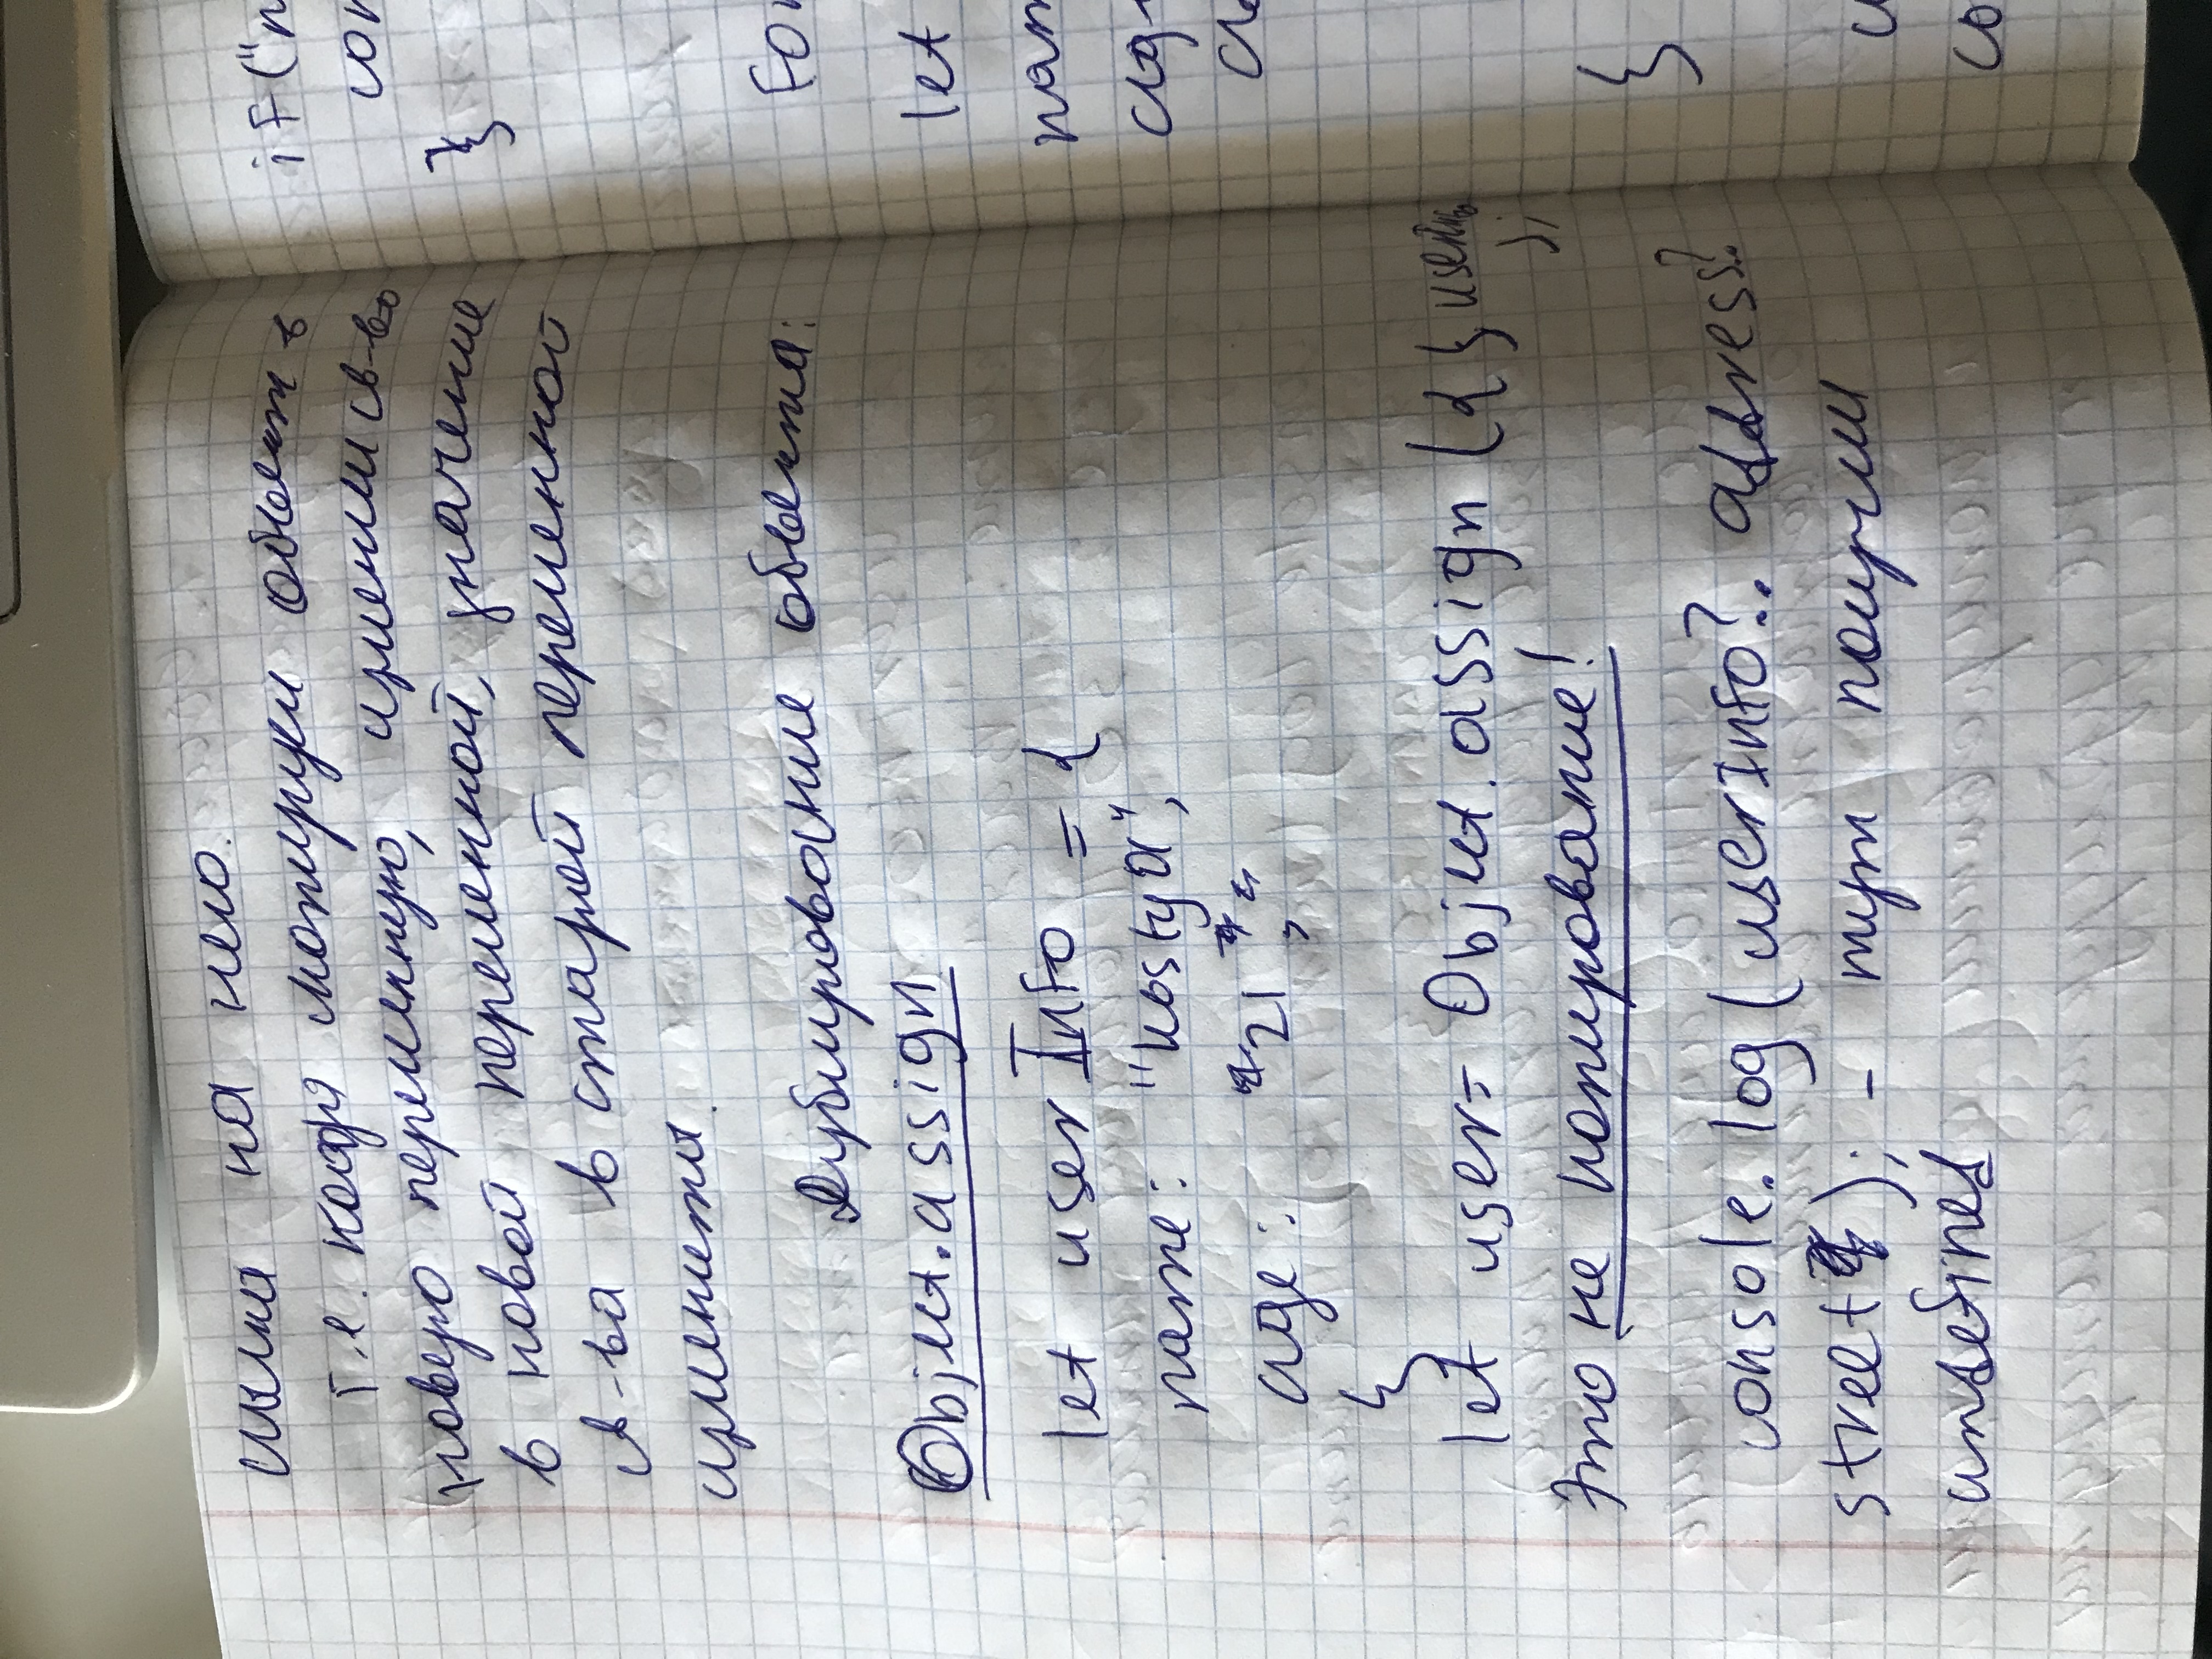 ссылка на него.
т.е. когда копируем объект в
новую переменную, изменив св-во
в новой переменной, значение
св-ва в старой переменной
изменится.
Дублирование объекта:
Object.assign
let userInfo = {
name: "Kostya",
age: 21,
}
let user= Object.assign ({} userInfo
);
Это не копирование!
console.log(userInfo?. address?
street); - тут получим
undefined
if ("n
con
}
For
let
nam
ag
}
co